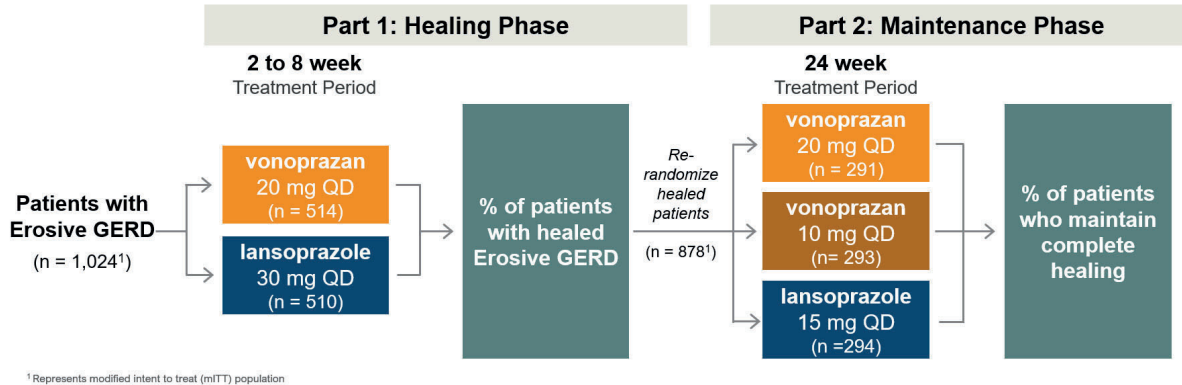 Part 1: Healing Phase
Part 2: Maintenance Phase
2 to 8 week
Treatment Period
24 week
Treatment Period
Patients with
Erosive GERD
(n = 1,024¹)
vonoprazan
20 mg QD
(n = 514)
lansoprazole
30 mg QD
(n = 510)
% of patients
with healed
Erosive GERD
Re-
randomize
healed
patients
(n = 878¹)
vonoprazan
20 mg QD
(n = 291)
vonoprazan
10 mg QD
(n= 293)
lansoprazole
15 mg QD
(n =294)
% of patients
who maintain
complete
healing
¹ Represents modified intent to treat (mITT) population